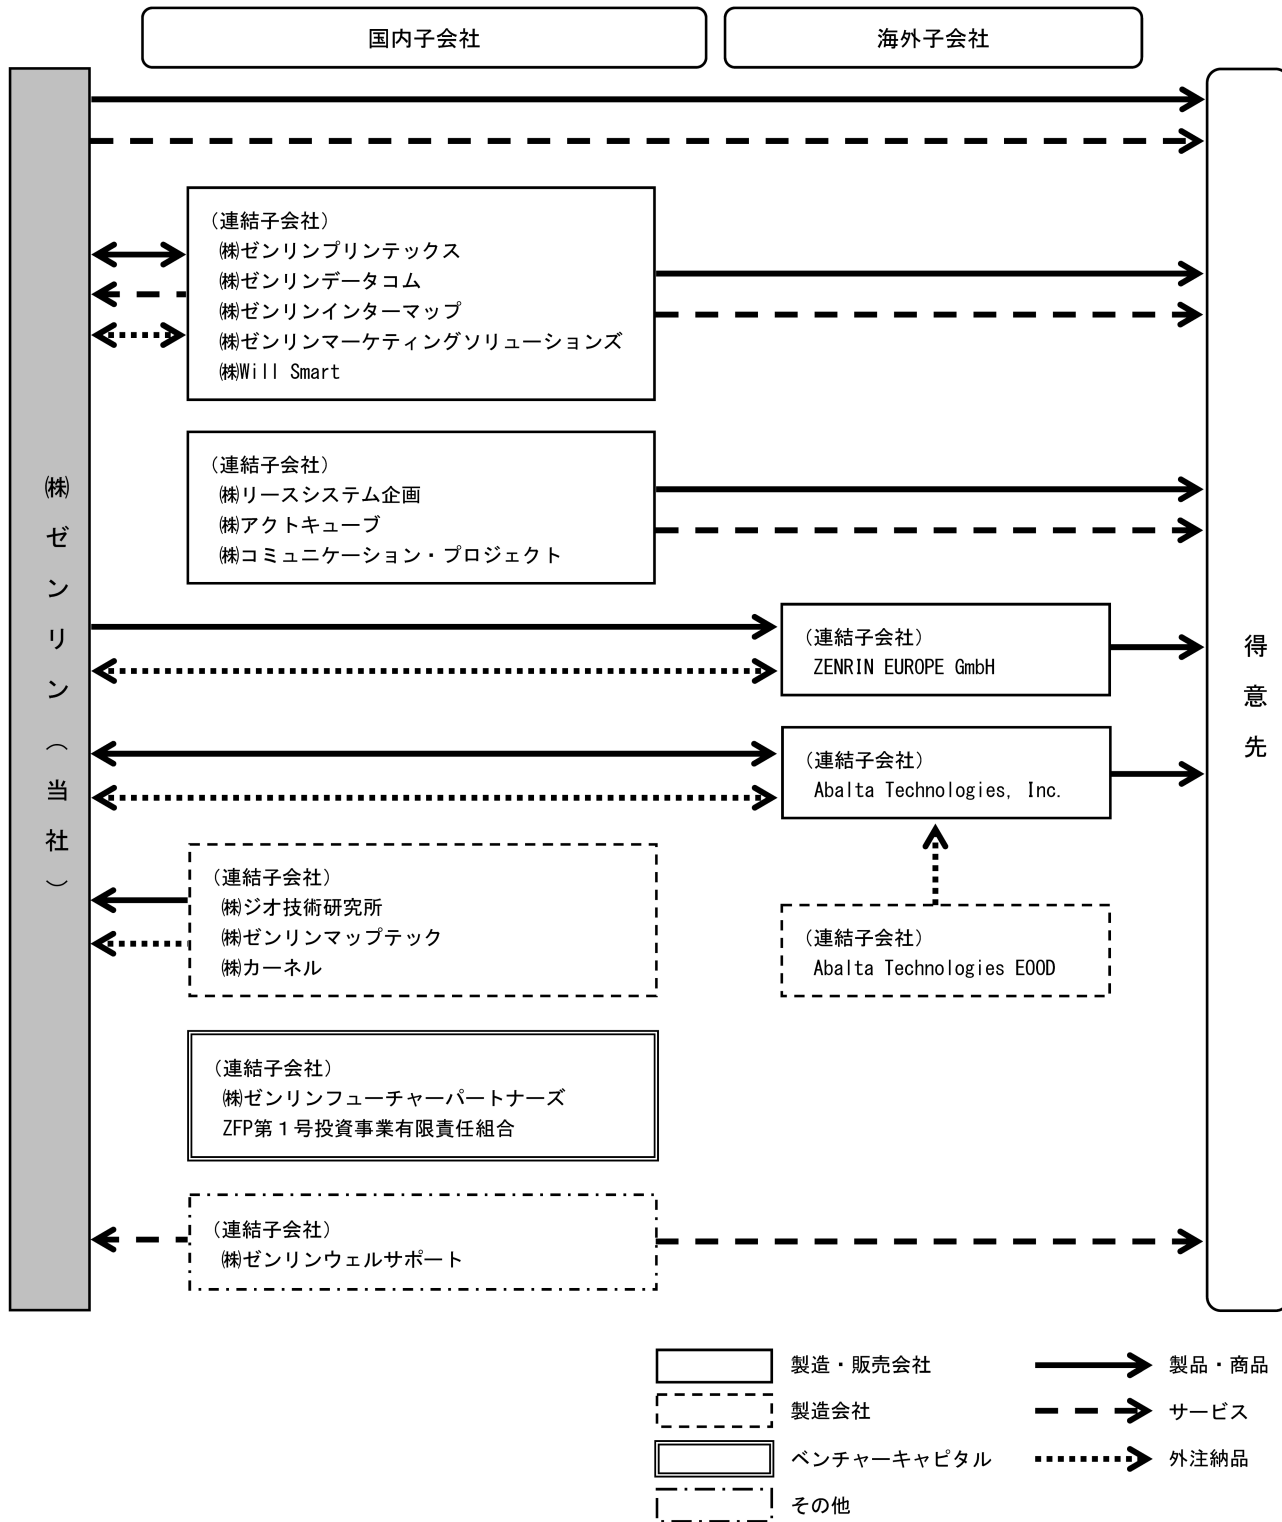 国内子会社
海外子会社
㈱ゼンリン（当社）
（連結子会社）
㈱ゼンリンプリンテックス
㈱ゼンリンデータコム
㈱ゼンリンインターマップ
㈱ゼンリンマーケティングソリューションズ
㈱Will Smart
（連結子会社）
㈱リースシステム企画
㈱アクトキューブ
㈱コミュニケーション・プロジェクト
（連結子会社）
ZENRIN EUROPE GmbH
（連結子会社）
Abalta Technologies, Inc.
（連結子会社）
㈱ジオ技術研究所
㈱ゼンリンマップテック
㈱カーネル
（連結子会社）
Abalta Technologies EOOD
（連結子会社）
㈱ゼンリンフューチャーパートナーズ
ZFP第１号投資事業有限責任組合
（連結子会社）
㈱ゼンリンウェルサポート
得意先
製造・販売会社
製品・商品
製造会社
サービス
ベンチャーキャピタル
外注納品
その他